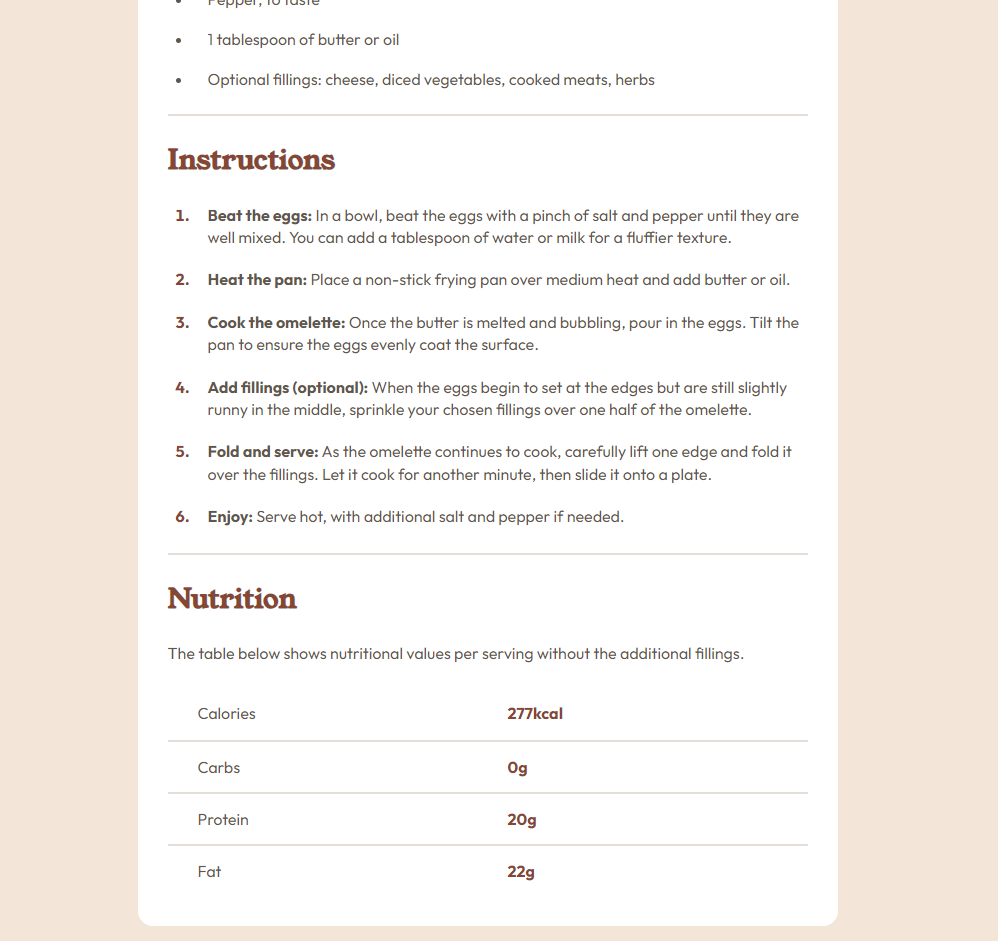 Pepper, to taste
1 tablespoon of butter or oil
Optional fillings: cheese, diced vegetables, cooked meats, herbs
Instructions
1. Beat the eggs: In a bowl, beat the eggs with a pinch of salt and pepper until they are
well mixed. You can add a tablespoon of water or milk for a fluffier texture.
2. Heat the pan: Place a non-stick frying pan over medium heat and add butter or oil.
3. Cook the omelette: Once the butter is melted and bubbling, pour in the eggs. Tilt the
pan to ensure the eggs evenly coat the surface.
4. Add fillings (optional): When the eggs begin to set at the edges but are still slightly
runny in the middle, sprinkle your chosen fillings over one half of the omelette.
5. Fold and serve: As the omelette continues to cook, carefully lift one edge and fold it
over the fillings. Let it cook for another minute, then slide it onto a plate.
6. Enjoy: Serve hot, with additional salt and pepper if needed.
Nutrition
The table below shows nutritional values per serving without the additional fillings.
Calories 277kcal
Carbs 0g
Protein 20g
Fat 22g